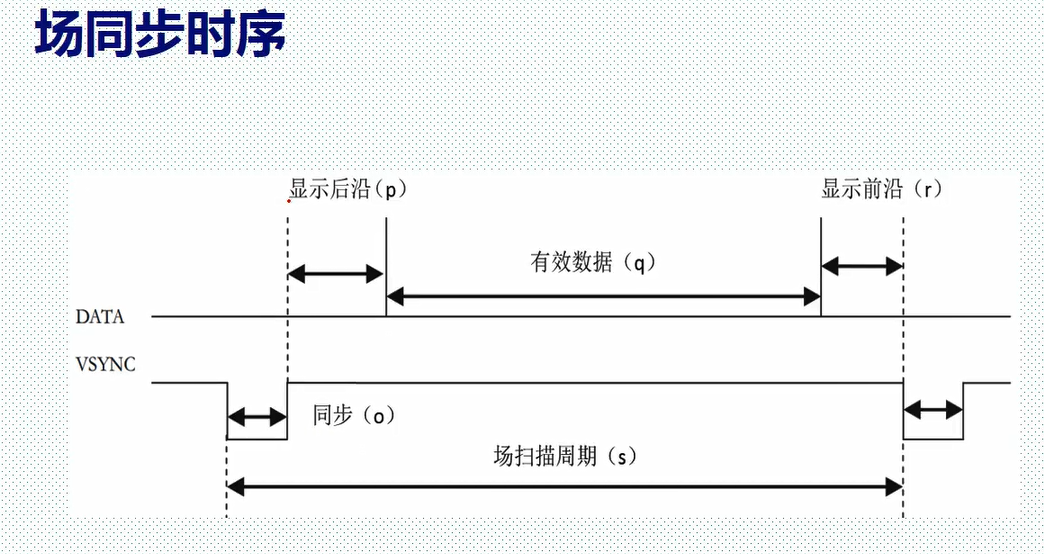 场同步时序
显示后沿（p）
显示前沿（r）
有效数据（q）
DATA
VSYNC
同步（o）
场扫描周期（s）